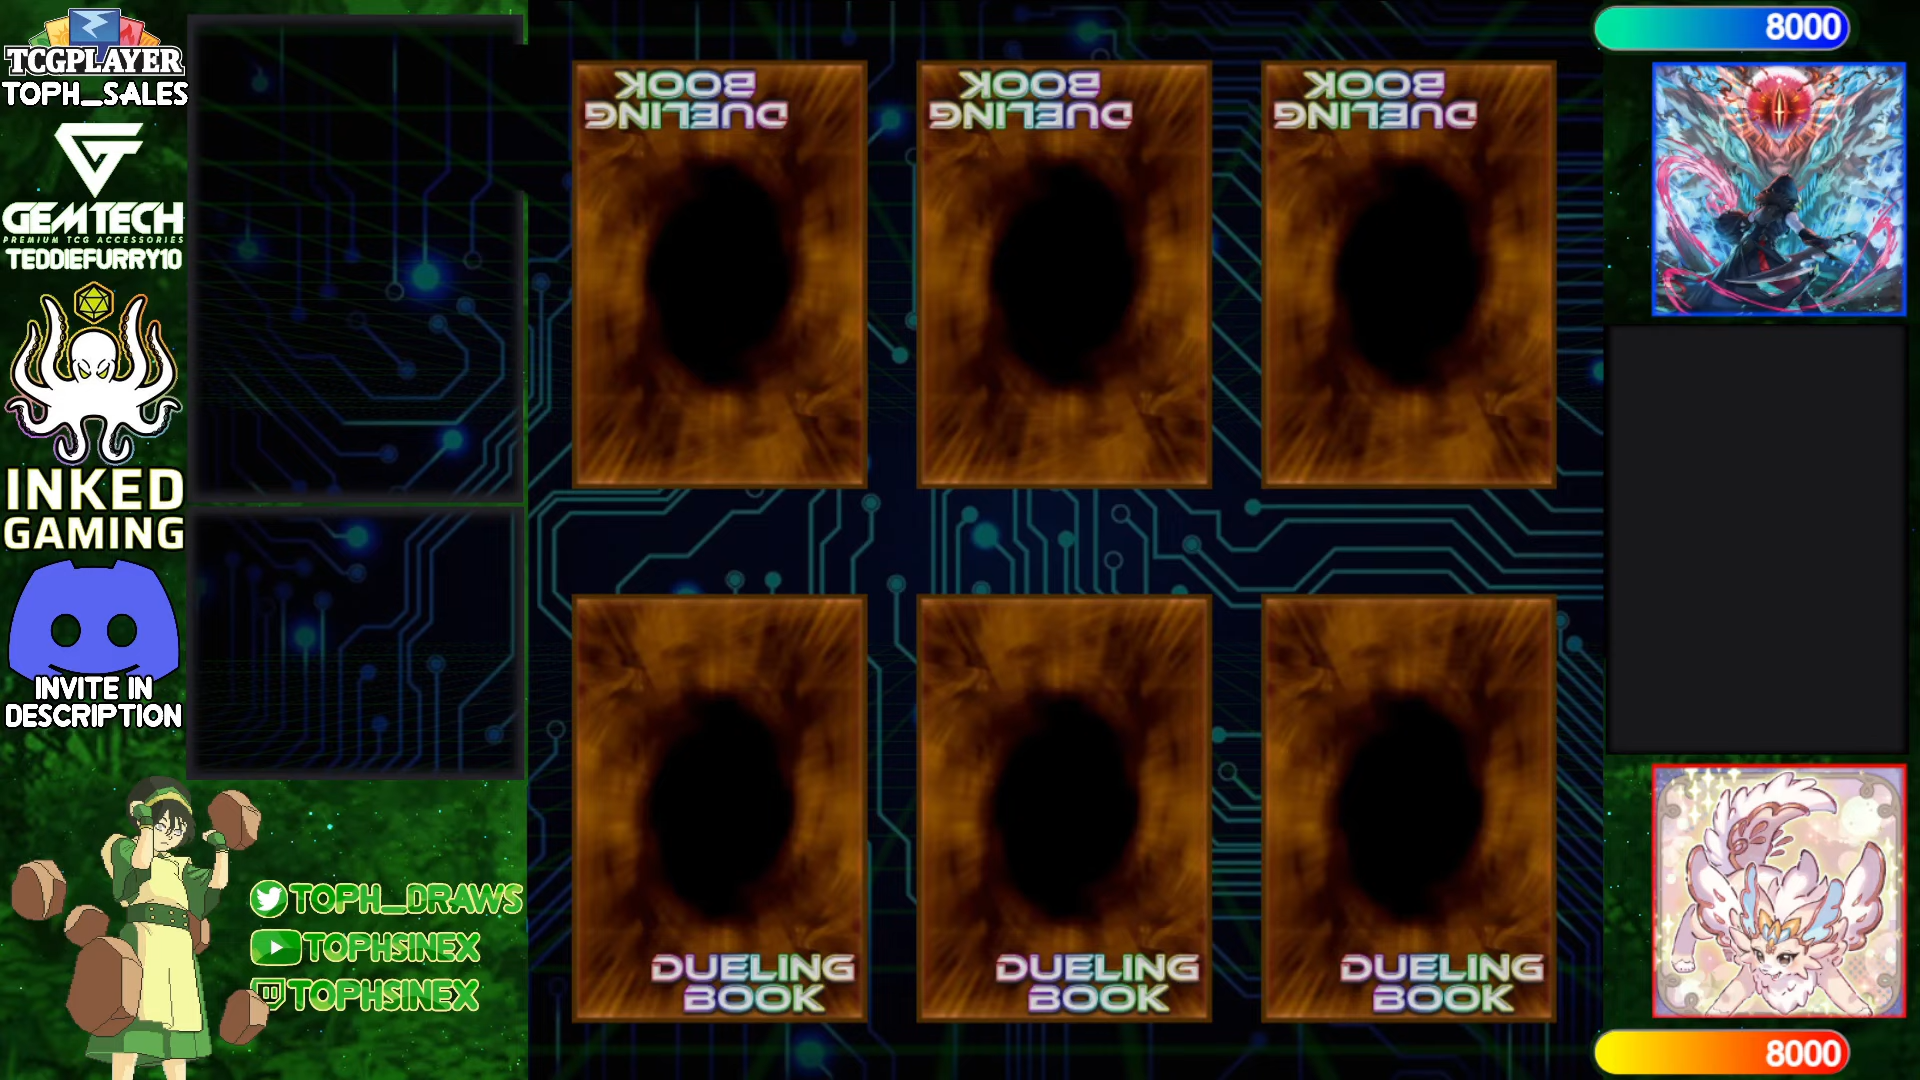 TCGPLAYER
TOPH_SALES
GEMTECH
PREMIUM TCG ACCESSORIES
TEDDIEFURRY10
INKED
GAMING
INVITE IN
DESCRIPTION
TOPH_DRAWS
TOPHSINEX
TOPHSINEX
DUELING
BOOK
DUELING
BOOK
DUELING
BOOK
DUELING
BOOK
DUELING
BOOK
DUELING
BOOK
8000
8000